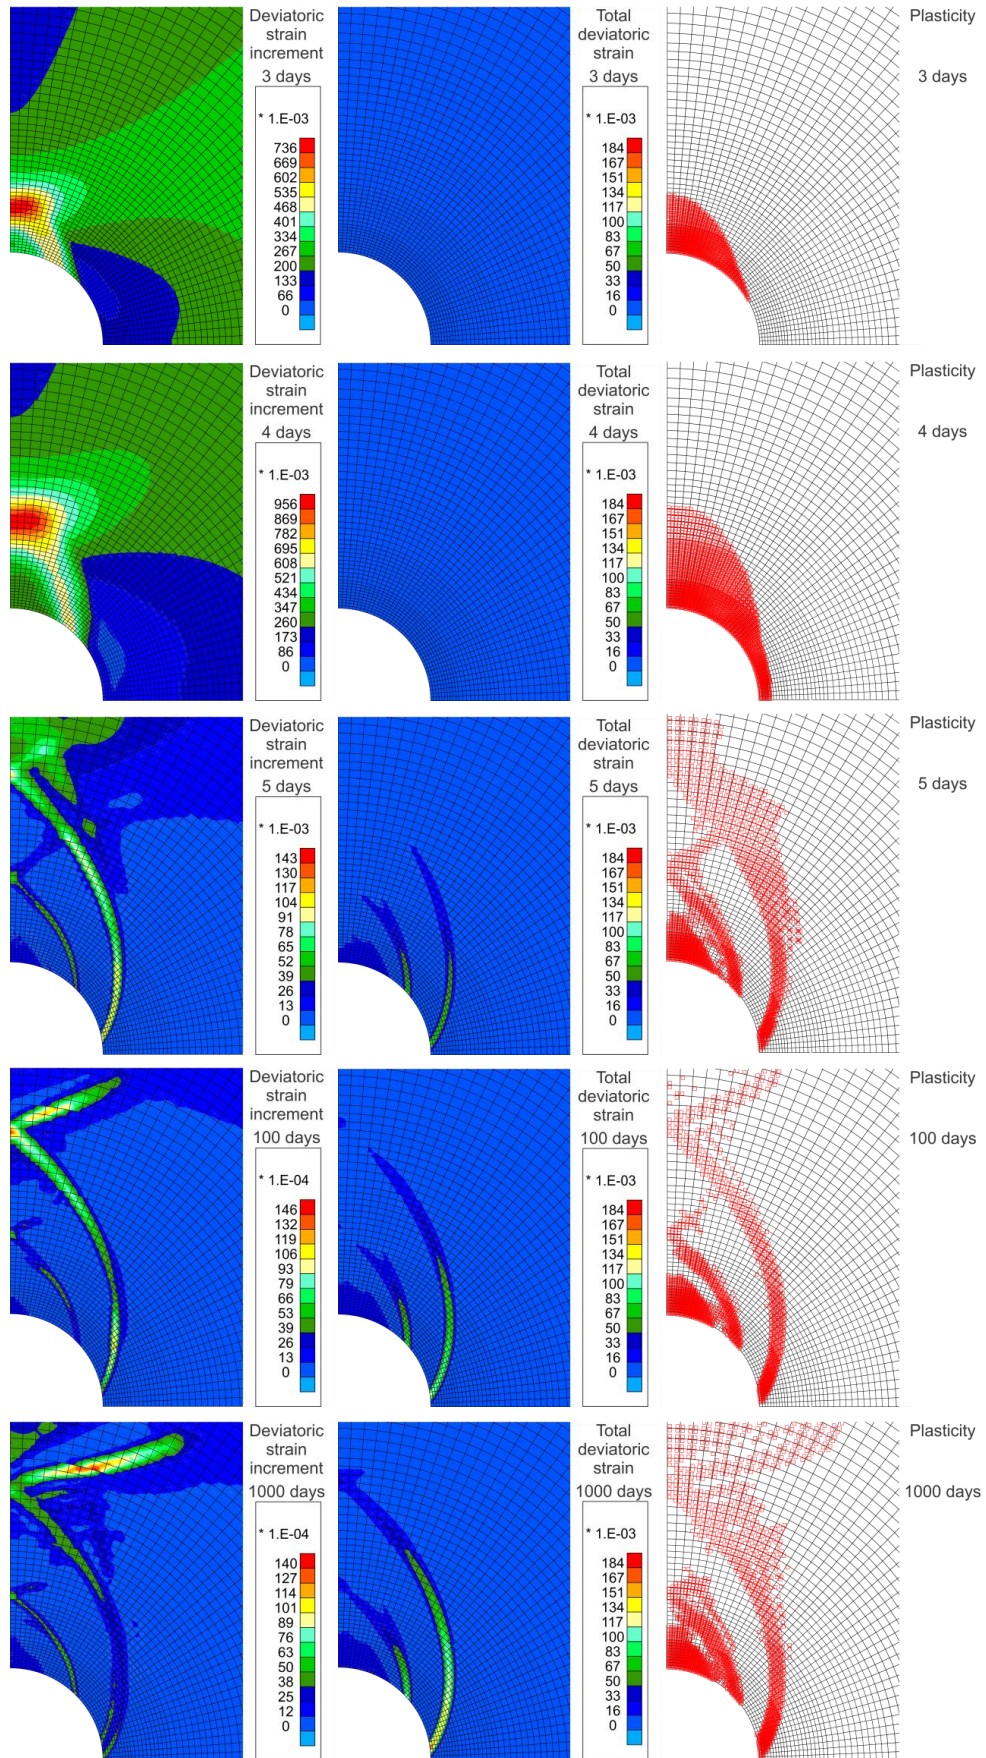 Deviatoric
strain
increment
3 days
* 1.E-03
736
669
602
535
468
401
334
267
200
133
66
0
Total
deviatoric
strain
3 days
* 1.E-03
184
167
151
134
117
100
83
67
50
33
16
0
Plasticity
3 days
Deviatoric
strain
increment
4 days
* 1.E-03
956
869
782
695
608
521
434
347
260
173
86
0
Total
deviatoric
strain
4 days
* 1.E-03
184
167
151
134
117
100
83
67
50
33
16
0
Plasticity
4 days
Deviatoric
strain
increment
5 days
* 1.E-03
143
130
117
104
91
78
65
52
39
26
13
0
Total
deviatoric
strain
5 days
* 1.E-03
184
167
151
134
117
100
83
67
50
33
16
0
Plasticity
5 days
Deviatoric
strain
increment
100 days
* 1.E-04
146
132
119
106
93
79
66
53
39
26
13
0
Total
deviatoric
strain
100 days
* 1.E-03
184
167
151
134
117
100
83
67
50
33
16
0
Plasticity
100 days
Deviatoric
strain
increment
1000 days
* 1.E-04
140
127
114
101
89
76
63
50
38
25
12
0
Total
deviatoric
strain
1000 days
* 1.E-03
184
167
151
134
117
100
83
67
50
33
16
0
Plasticity
1000 days